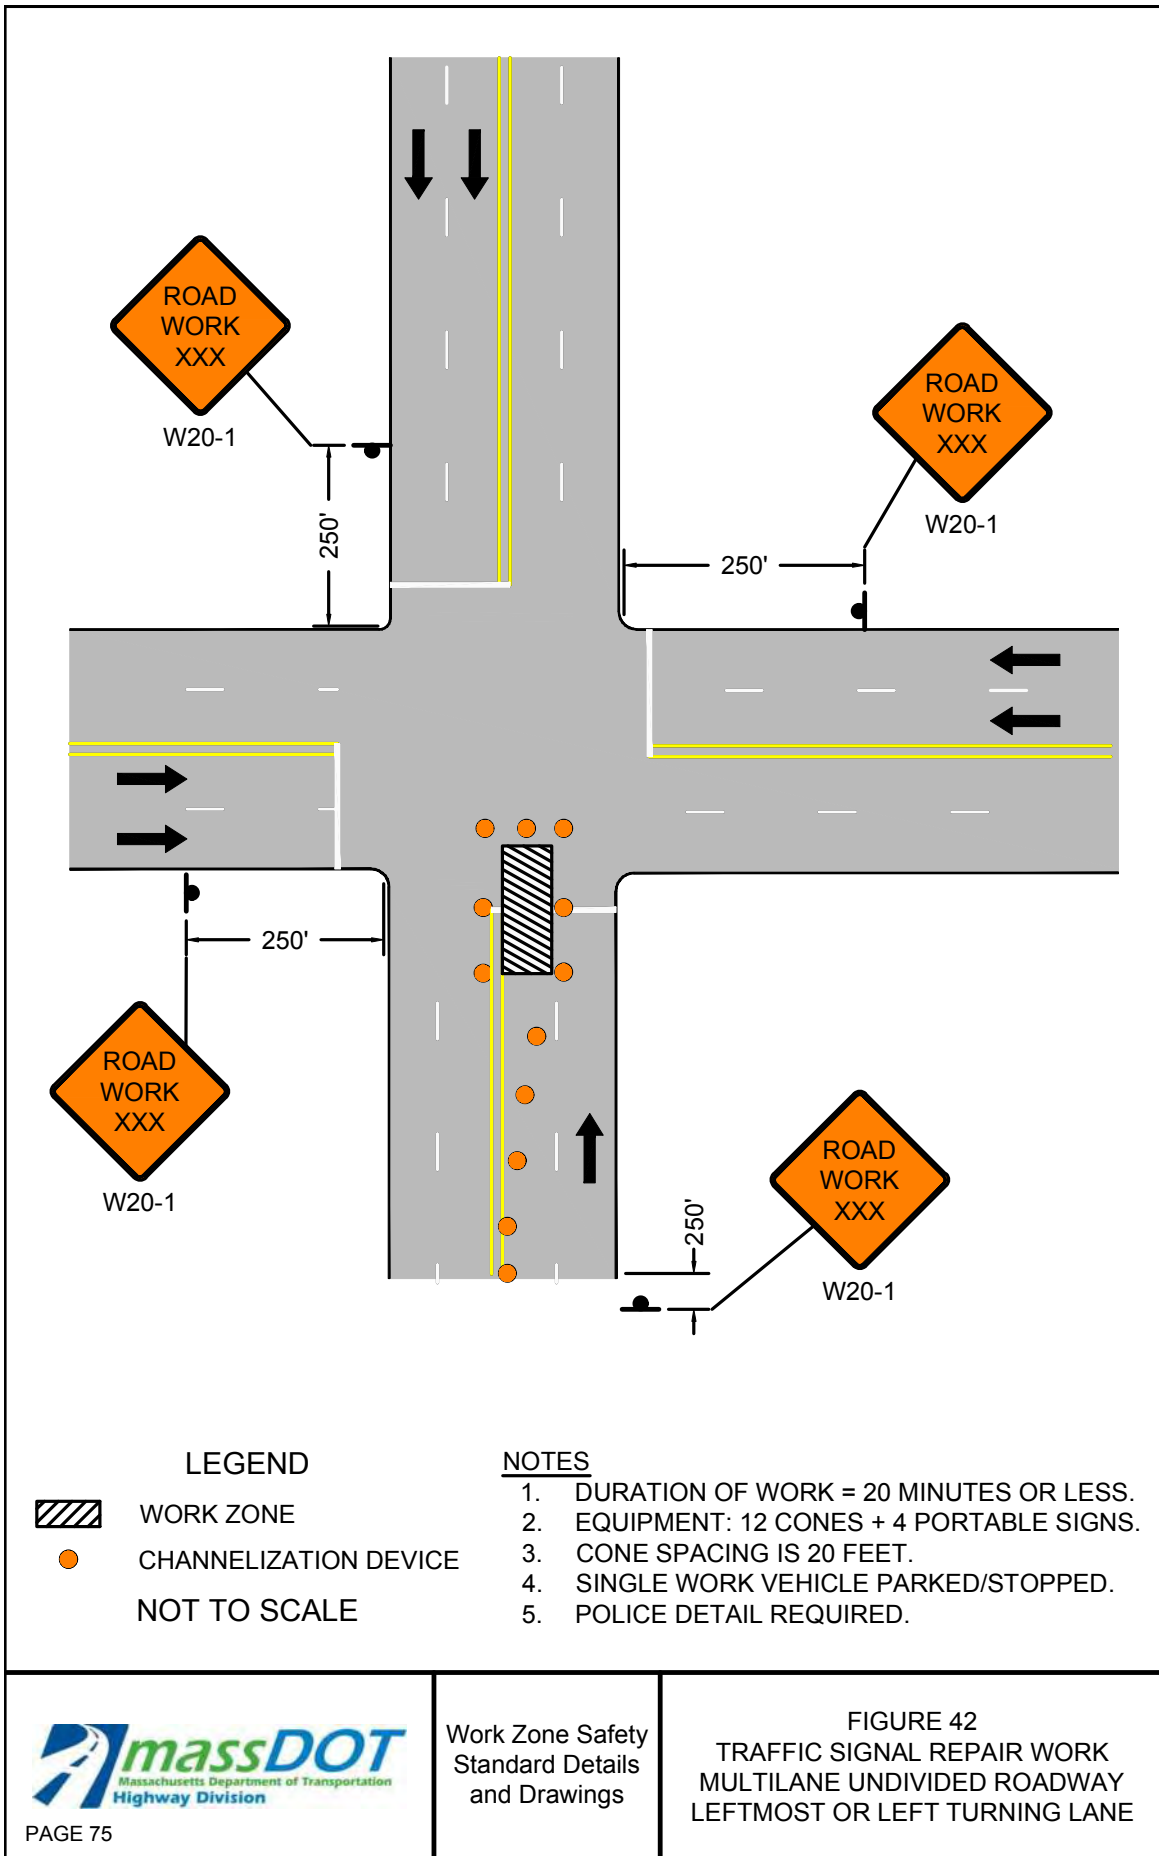 ROAD
WORK
XXX
W20-1
250'
ROAD
WORK
XXX
W20-1
250'
250'
ROAD
WORK
XXX
W20-1
ROAD
WORK
XXX
W20-1
250'
LEGEND
WORK ZONE
CHANNELIZATION DEVICE
NOT TO SCALE
NOTES
1. DURATION OF WORK = 20 MINUTES OR LESS.
2. EQUIPMENT: 12 CONES + 4 PORTABLE SIGNS.
3. CONE SPACING IS 20 FEET.
4. SINGLE WORK VEHICLE PARKED/STOPPED.
5. POLICE DETAIL REQUIRED.
massDOT
Massachusetts Department of Transportation
Highway Division
PAGE 75
Work Zone Safety
Standard Details
and Drawings
FIGURE 42
TRAFFIC SIGNAL REPAIR WORK
MULTILANE UNDIVIDED ROADWAY
LEFTMOST OR LEFT TURNING LANE